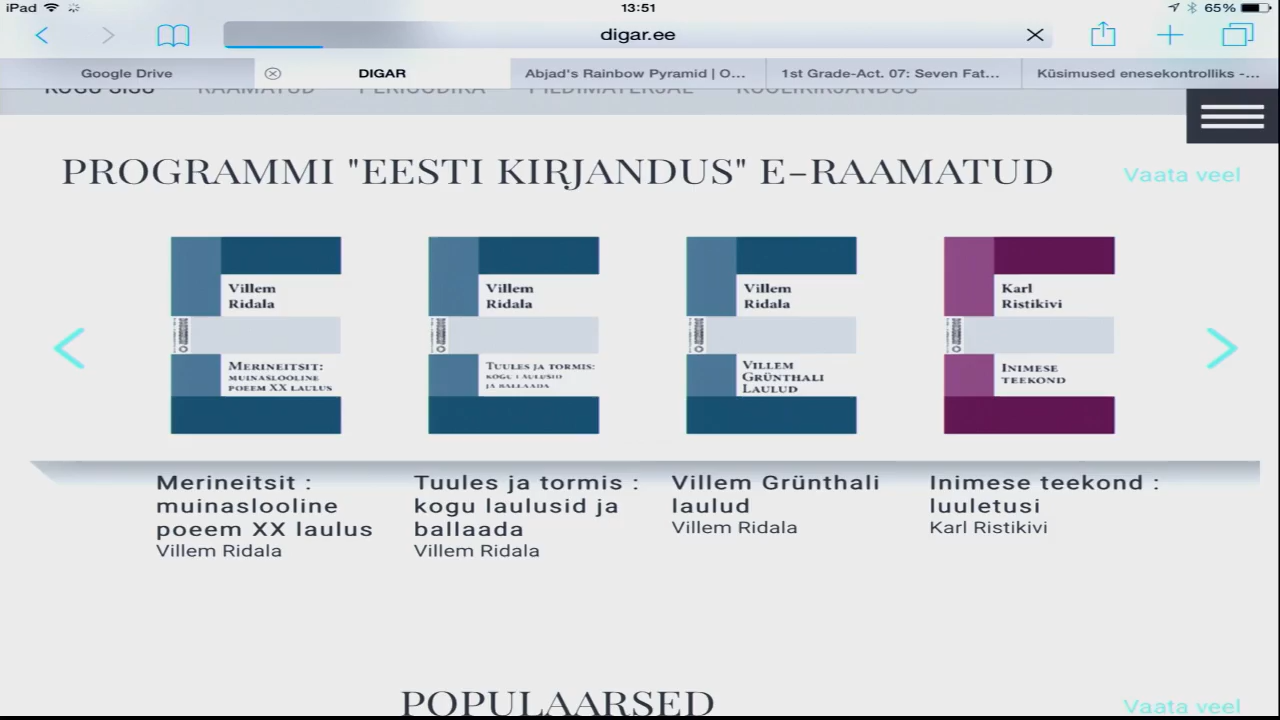 iPad 13:51 65%
digar.ee
Google Drive DIGAR Abjad's Rainbow Pyramid | O... 1st Grade-Act. 07: Seven Fat... Küsimused enesekontrolliks -...
KOGU SISU RAAMATUD PERIOODIKA PILDIMATERJAL KOOLIKIRJANDUS
PROGRAMMI "EESTI KIRJANDUS" E-RAAMATUD Vaata veel
Villem
Ridala
Merineitsit:
muinaslooline
poeem XX laulus
Villem
Ridala
Tuules ja tormis:
kogu laulusid
ja ballaada
Villem
Ridala
Villem
Grünthali
Laulud
Karl
Ristikivi
Inimese
teekond
Merineitsit :
muinaslooline
poeem XX laulus
Villem Ridala
Tuules ja tormis :
kogu laulusid ja
ballaada
Villem Ridala
Villem Grünthali
laulud
Villem Ridala
Inimese teekond :
luuletusi
Karl Ristikivi
POPULAARSED Vaata veel